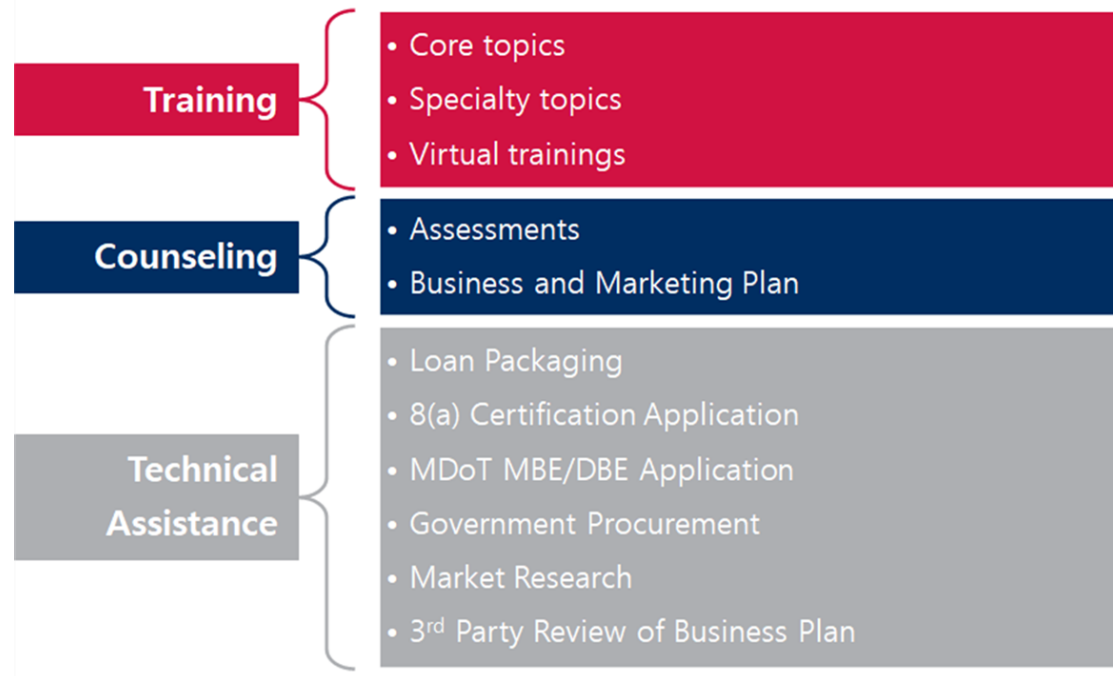 Training
• Core topics
• Specialty topics
• Virtual trainings
Counseling
• Assessments
• Business and Marketing Plan
Technical
Assistance
• Loan Packaging
• 8(a) Certification Application
• MDoT MBE/DBE Application
• Government Procurement
• Market Research
• 3rd Party Review of Business Plan